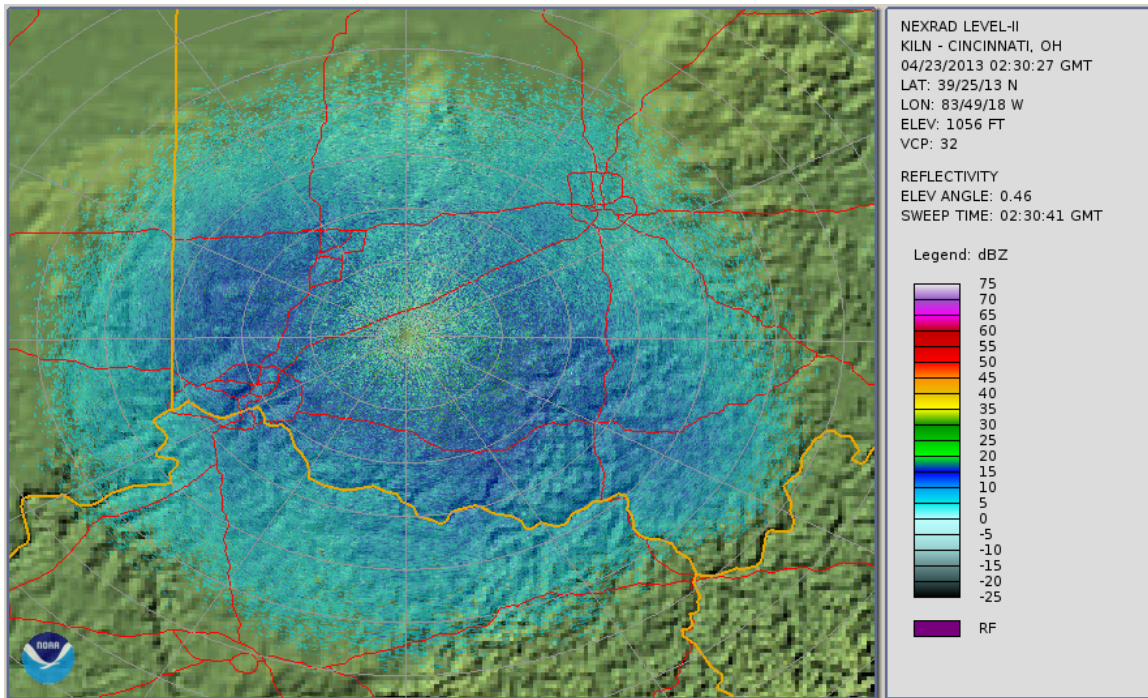 NEXRAD LEVEL-II
KILN - CINCINNATI, OH
04/23/2013 02:30:27 GMT
LAT: 39/25/13 N
LON: 83/49/18 W
ELEV: 1056 FT
VCP: 32
REFLECTIVITY
ELEV ANGLE: 0.46
SWEEP TIME: 02:30:41 GMT
Legend: dBZ
75
70
65
60
55
50
45
40
35
30
25
20
15
10
5
0
-5
-10
-15
-20
-25
RF
NOAA